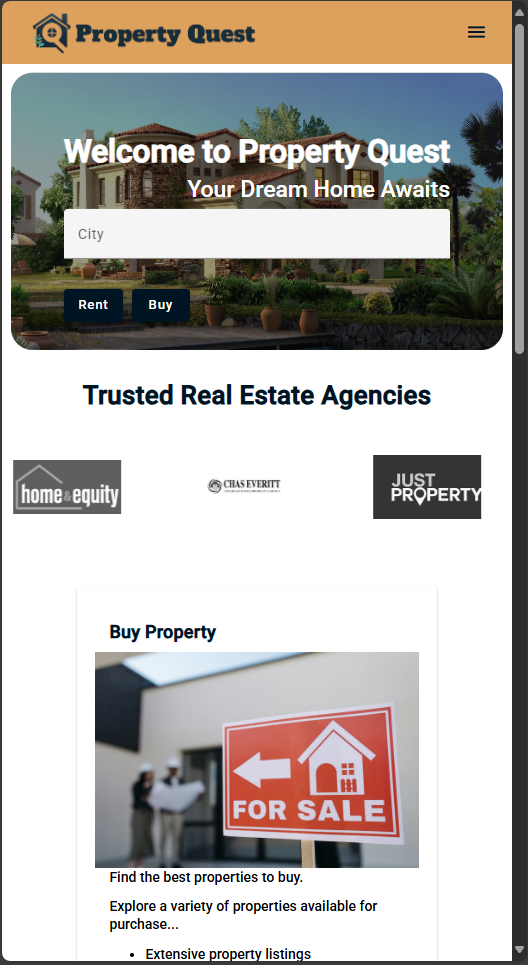 Property Quest
Welcome to Property Quest
Your Dream Home Awaits
City
Rent
Buy
Trusted Real Estate Agencies
home&equity
CHAS EVERITT
JUST
PROPERTY
Buy Property
FOR SALE
Find the best properties to buy.
Explore a variety of properties available for
purchase...
• Extensive property listings